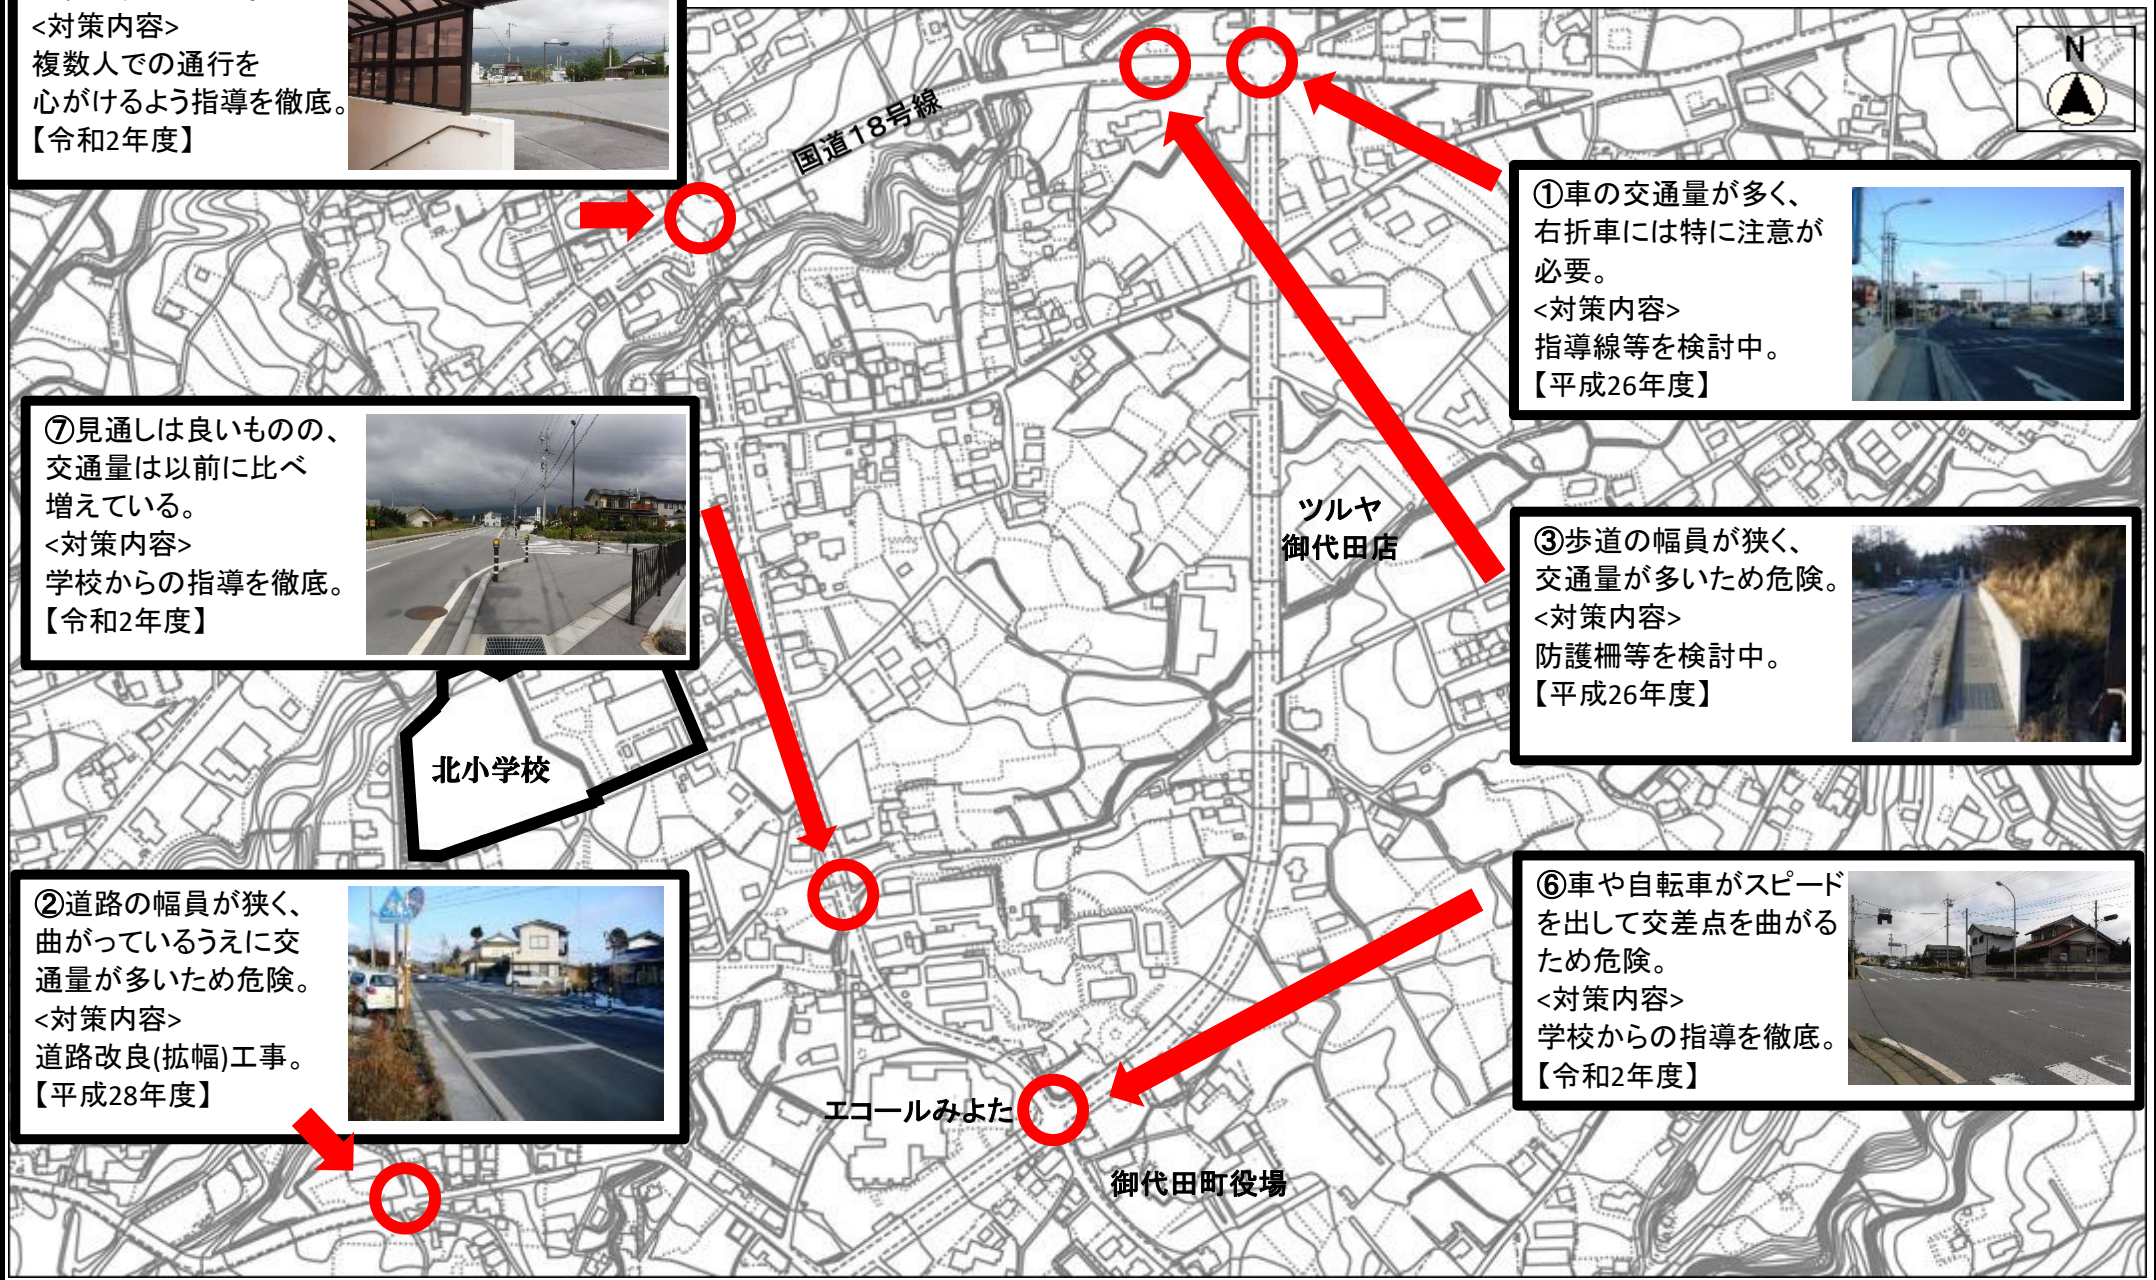 <対策内容>
複数人での通行を
心がけるよう指導を徹底。
【令和2年度】
国道18号線
N
①車の交通量が多く、
右折車には特に注意が
必要。
<対策内容>
指導線等を検討中。
【平成26年度】
⑦見通しは良いものの、
交通量は以前に比べ
増えている。
<対策内容>
学校からの指導を徹底。
【令和2年度】
ツルヤ
御代田店
③歩道の幅員が狭く、
交通量が多いため危険。
<対策内容>
防護柵等を検討中。
【平成26年度】
北小学校
②道路の幅員が狭く、
曲がっているうえに交
通量が多いため危険。
<対策内容>
道路改良(拡幅)工事。
【平成28年度】
⑥車や自転車がスピード
を出して交差点を曲がる
ため危険。
<対策内容>
学校からの指導を徹底。
【令和2年度】
エコールみよた
御代田町役場